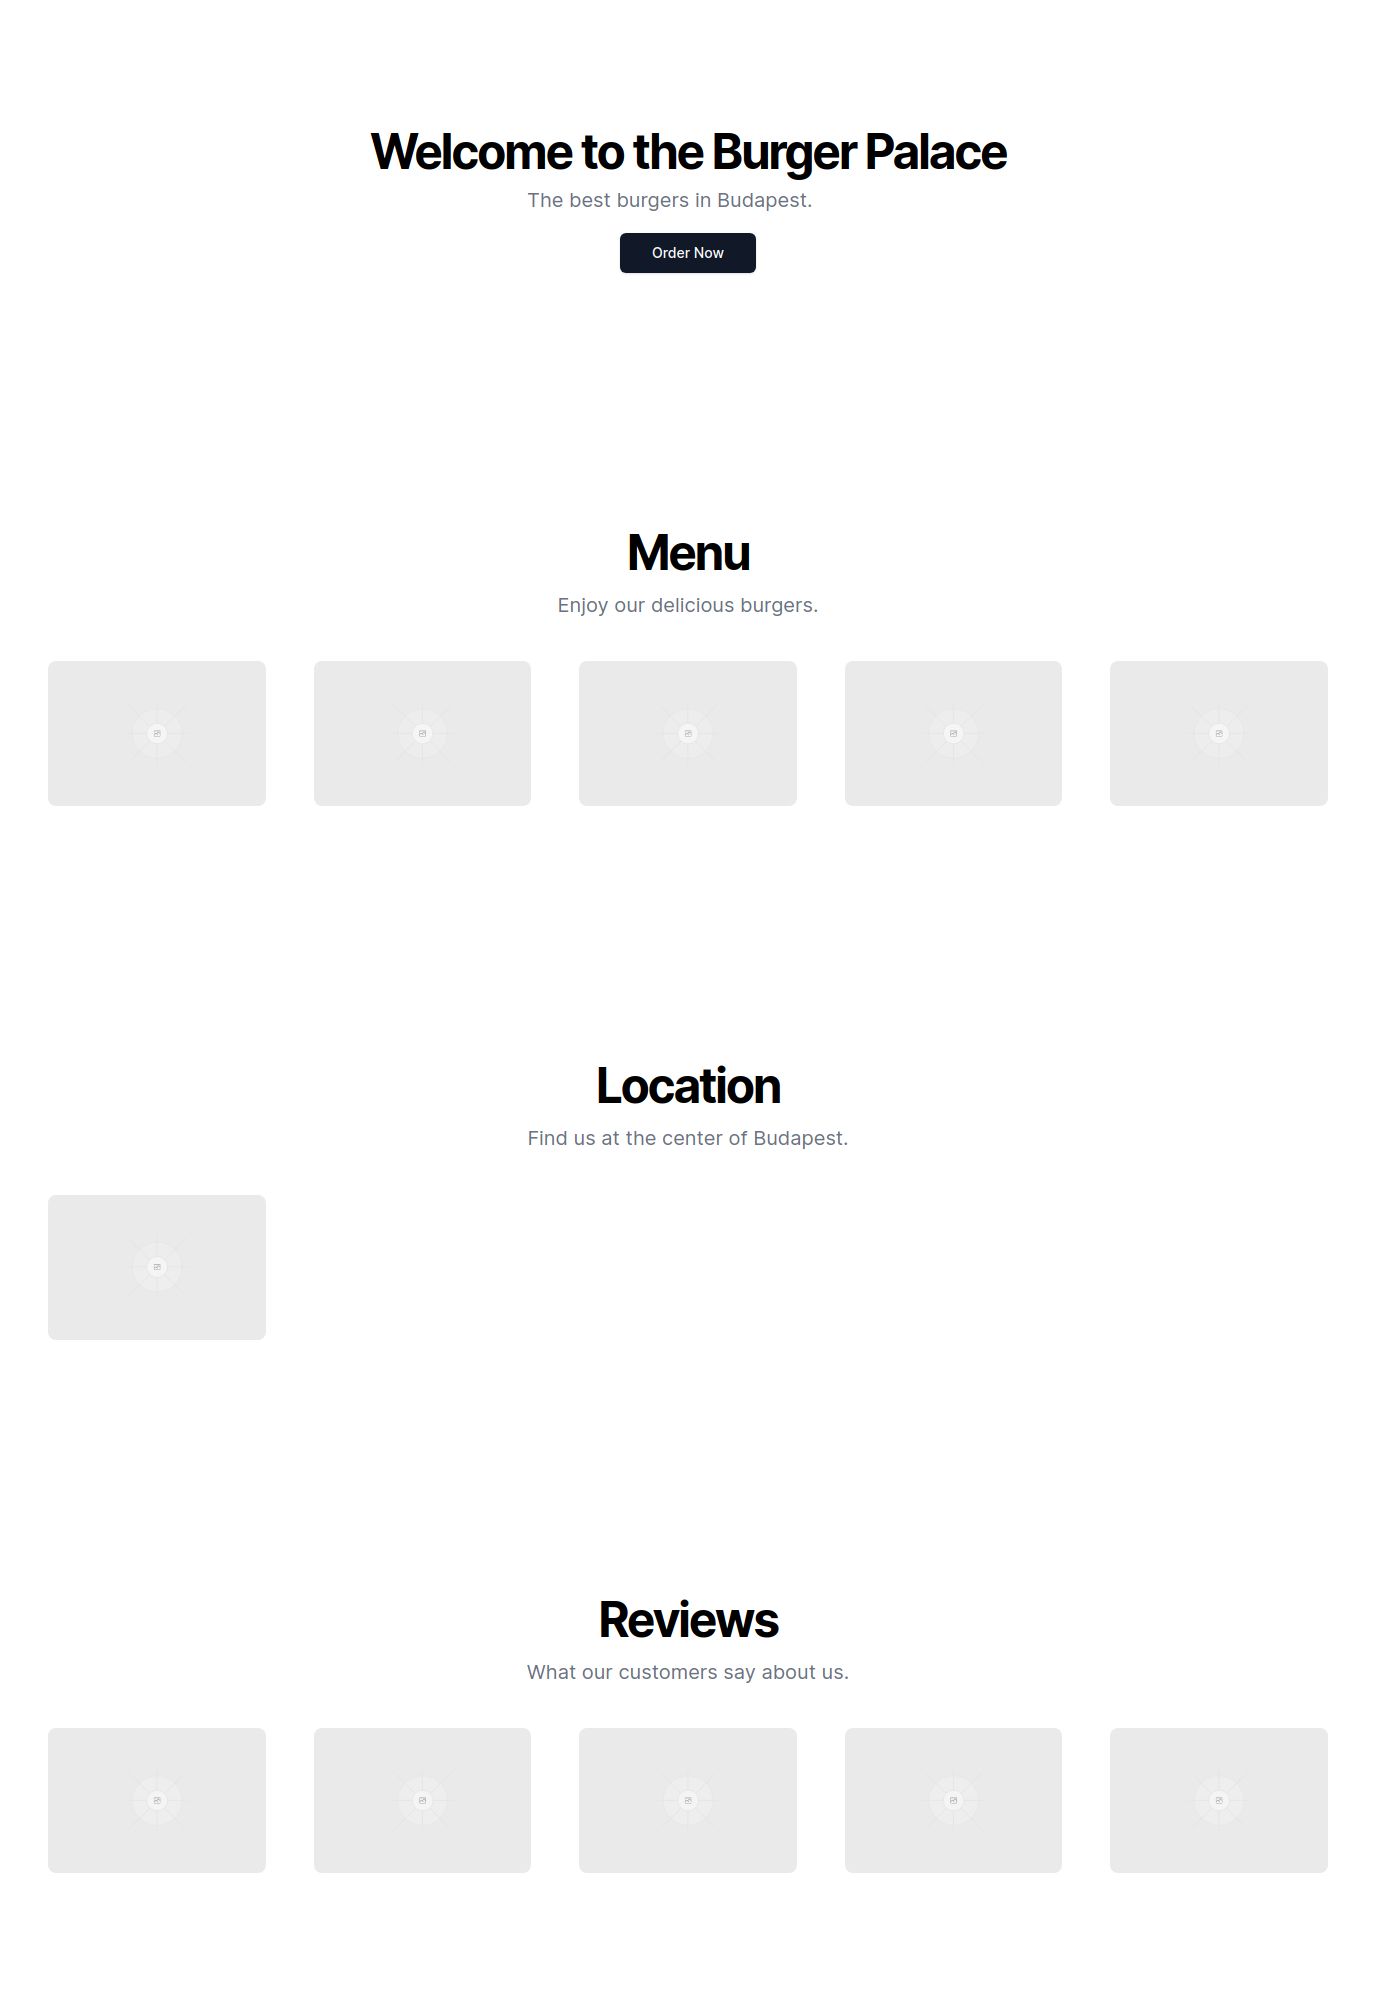 Welcome to the Burger Palace
The best burgers in Budapest.
Order Now
Menu
Enjoy our delicious burgers.
Location
Find us at the center of Budapest.
Reviews
What our customers say about us.